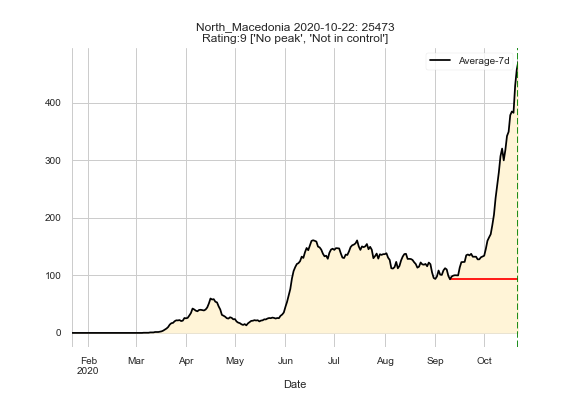 North_Macedonia 2020-10-22: 25473
Rating:9 ['No peak', 'Not in control']
Average-7d
400
300
200
100
0
Feb Mar Apr May Jun Jul Aug Sep Oct
2020
Date